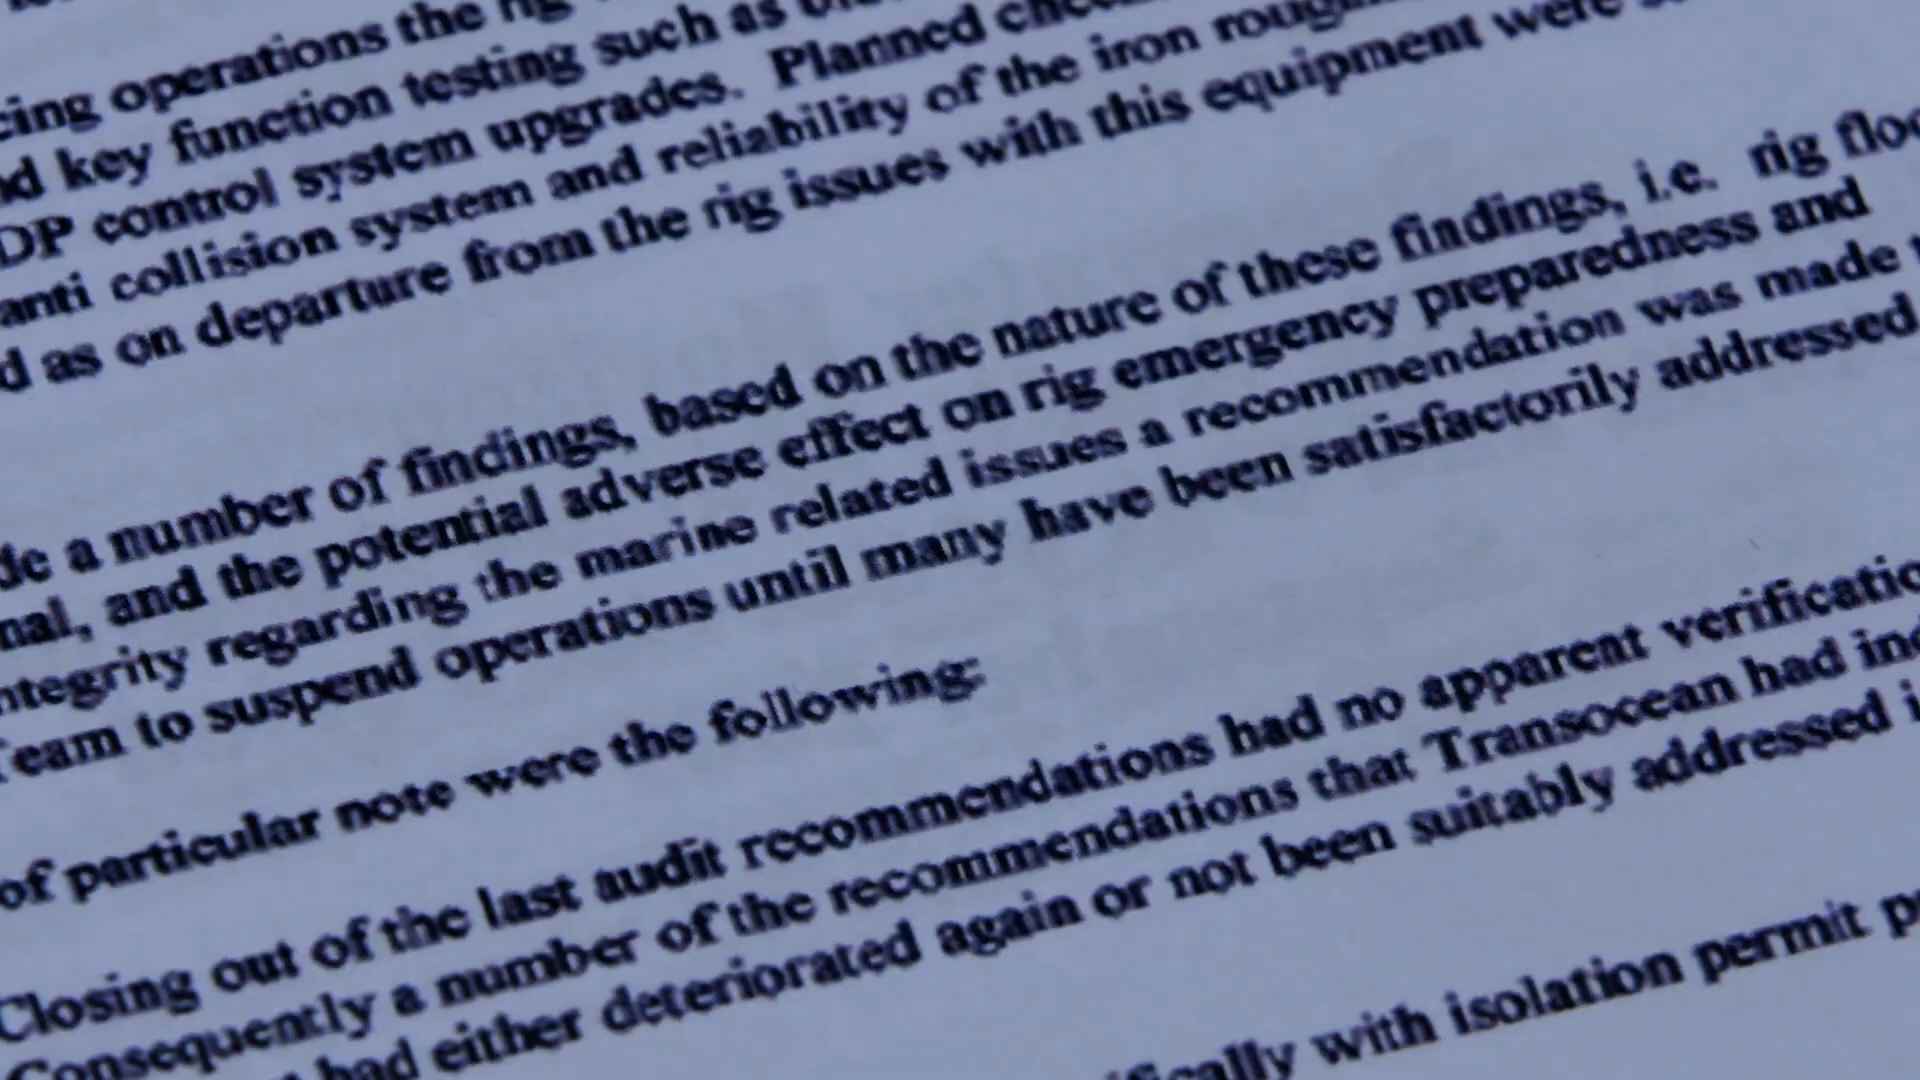 cing operations the rig
nd key function testing such as
DP control system upgrades. Planned
anti collision system and reliability of the iron
d as on departure from the rig issues with this equipment were
de a number of findings, based on the nature of these findings, i.e. rig floo
nal, and the potential adverse effect on rig emergency preparedness and
ntegrity regarding the marine related issues a recommendation was made
Team to suspend operations until many have been satisfactorily addressed
of particular note were the following:
Closing out of the last audit recommendations had no apparent verificatio
Consequently a number of the recommendations that Transocean had ind
had either deteriorated again or not been suitably addressed i
fically with isolation permit p